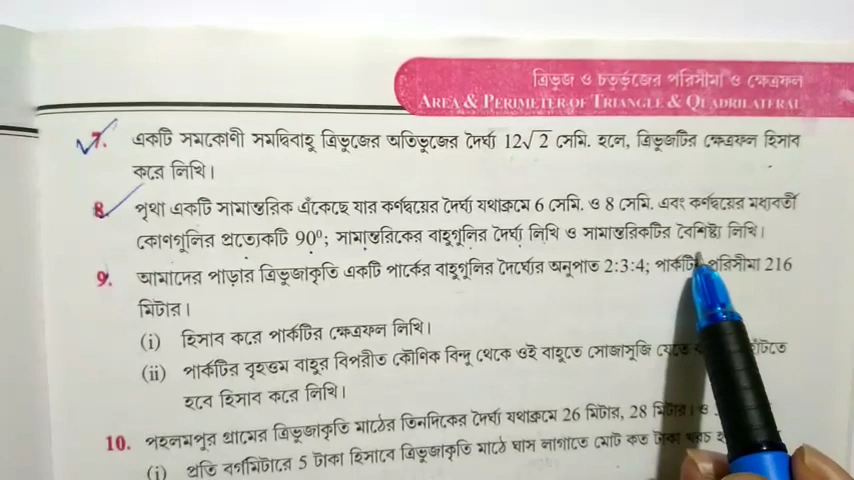 ত্রিভুজ ও চতুর্ভুজের পরিসীমা ও ক্ষেত্রফল
AREA & PERIMETER OF TRIANGLE & QUADRILATERAL
7. একটি সমকোণী সমদ্বিবাহু ত্রিভুজের অতিভুজের দৈর্ঘ্য 12√2 সেমি. হলে, ত্রিভুজটির ক্ষেত্রফল হিসাব
করে লিখি।
8. পৃথা একটি সামান্তরিক এঁকেছে যার কর্ণদ্বয়ের দৈর্ঘ্য যথাক্রমে 6 সেমি. ও 8 সেমি. এবং কর্ণদ্বয়ের মধ্যবর্তী
কোণগুলির প্রত্যেকটি 90°; সামান্তরিকের বাহুগুলির দৈর্ঘ্য লিখি ও সামান্তরিকটির বৈশিষ্ট্য লিখি।
9. আমাদের পাড়ার ত্রিভুজাকৃতি একটি পার্কের বাহুগুলির দৈর্ঘ্যের অনুপাত 2:3:4; পরিসীমা 216
মিটার।
(i) হিসাব করে পার্কটির ক্ষেত্রফল লিখি।
(ii) পার্কটির বৃহত্তম বাহুর বিপরীত কৌণিক বিন্দু থেকে ওই বাহুতে সোজাসুজি যেতে
হবে হিসাব করে লিখি।
10. পহলমপুর গ্রামের ত্রিভুজাকৃতি মাঠের তিনদিকের দৈর্ঘ্য যথাক্রমে 26 মিটার, 28 মিটার ও
(i) প্রতি বর্গমিটারে 5 টাকা হিসাবে ত্রিভুজাকৃতি মাঠে ঘাস লাগাতে মোট কত টাকা খরচ